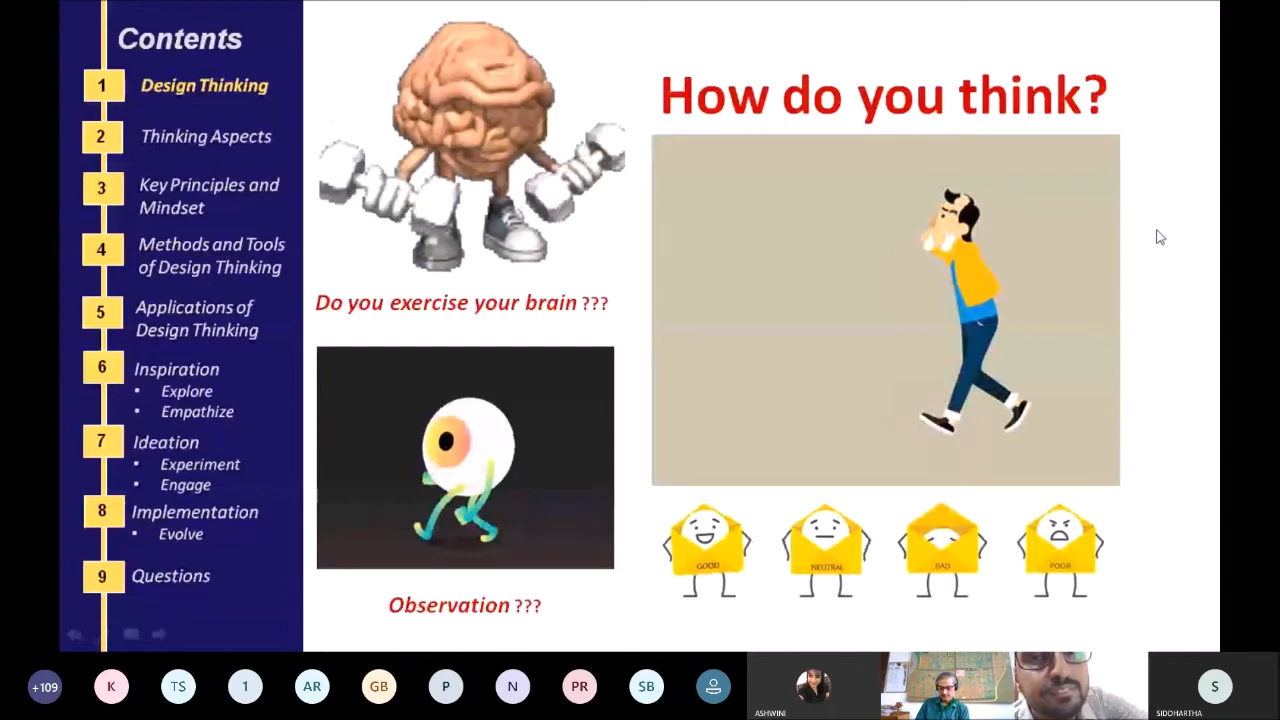 Contents
1 Design Thinking
2 Thinking Aspects
3 Key Principles and
Mindset
4 Methods and Tools
of Design Thinking
5 Applications of
Design Thinking
6 Inspiration
• Explore
• Empathize
7 Ideation
• Experiment
• Engage
8 Implementation
• Evolve
9 Questions
Do you exercise your brain ???
Observation ???
How do you think?
GOOD NEUTRAL BAD POOR
+109 K TS 1 AR GB P N PR SB
ASHWINI
S
SIDDHARTHA